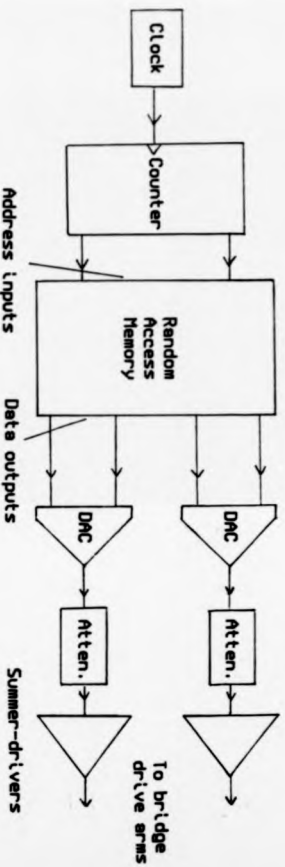 Clock
Counter
Address inputs
Random
Access
Memory
Data outputs
DAC
DAC
Atten.
Atten.
Summer-drivers
To bridge
drive arms